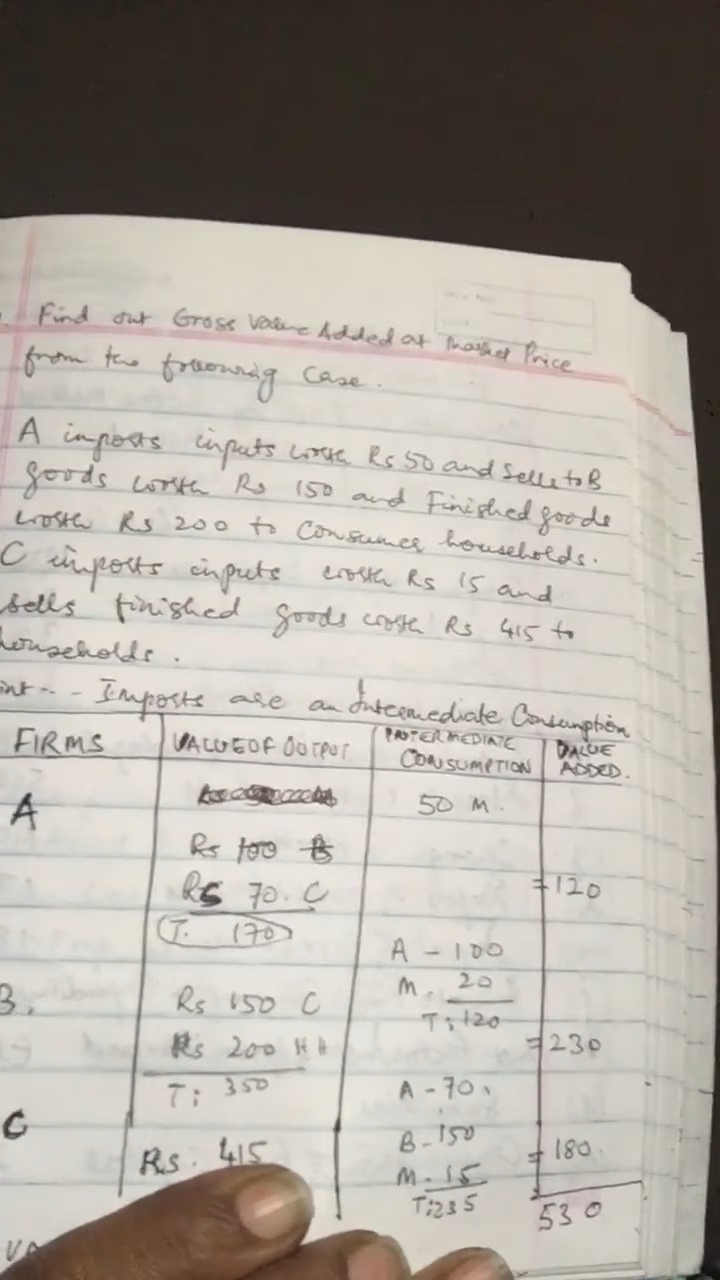 Find out Gross Value Added at Market Price
from the following case.
A imports inputs worth Rs 50 and sells to B
goods worth Rs 150 and Finished goods
worth Rs 200 to Consumer households.
C imports inputs worth Rs 15 and
sells finished goods worth Rs 415 to
households.
int - - Imports are an Intermediate Consumption
FIRMS VALUE OF OUTPUT INTERMEDIATE CONSUMPTION VALUE ADDED.
A 50 M.
Rs 100 B
Rs 70. C = 120
T. 170
A - 100
B. Rs 150 C M. 20
T: 120
Rs 200 HH = 230
T: 350 A - 70.
C B - 150
Rs. 415 M. 15 = 180.
T: 235 530